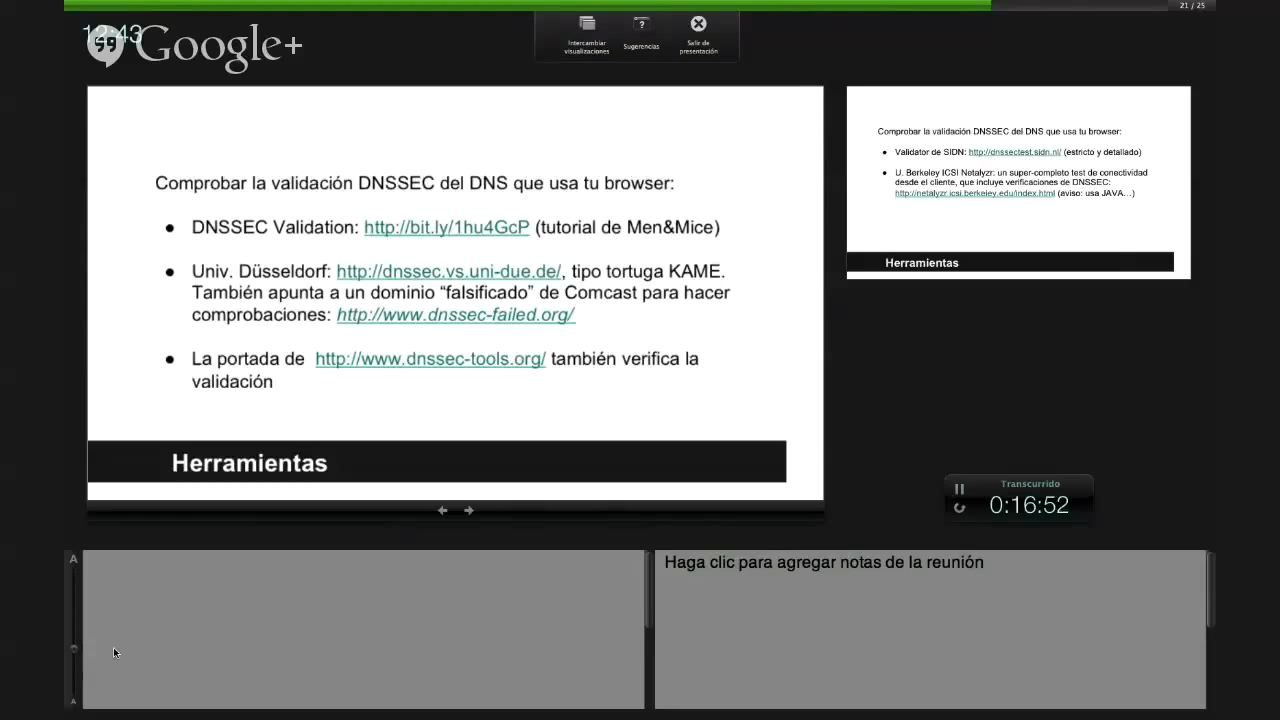 21 / 25
12:43
Google+
Intercambiar
visualizaciones
Sugerencias
Salir de
presentación
Comprobar la validación DNSSEC del DNS que usa tu browser:
● DNSSEC Validation: http://bit.ly/1hu4GcP (tutorial de Men&Mice)
● Univ. Düsseldorf: http://dnssec.vs.uni-due.de/, tipo tortuga KAME.
También apunta a un dominio “falsificado” de Comcast para hacer
comprobaciones: http://www.dnssec-failed.org/
● La portada de http://www.dnssec-tools.org/ también verifica la
validación
Herramientas
Comprobar la validación DNSSEC del DNS que usa tu browser:
● Validator de SIDN: http://dnssectest.sidn.nl/ (estricto y detallado)
● U. Berkeley ICSI Netalyzr: un super-completo test de conectividad
desde el cliente, que incluye verificaciones de DNSSEC:
http://netalyzr.icsi.berkeley.edu/index.html (aviso: usa JAVA...)
Herramientas
Transcurrido
0:16:52
A
A
Haga clic para agregar notas de la reunión